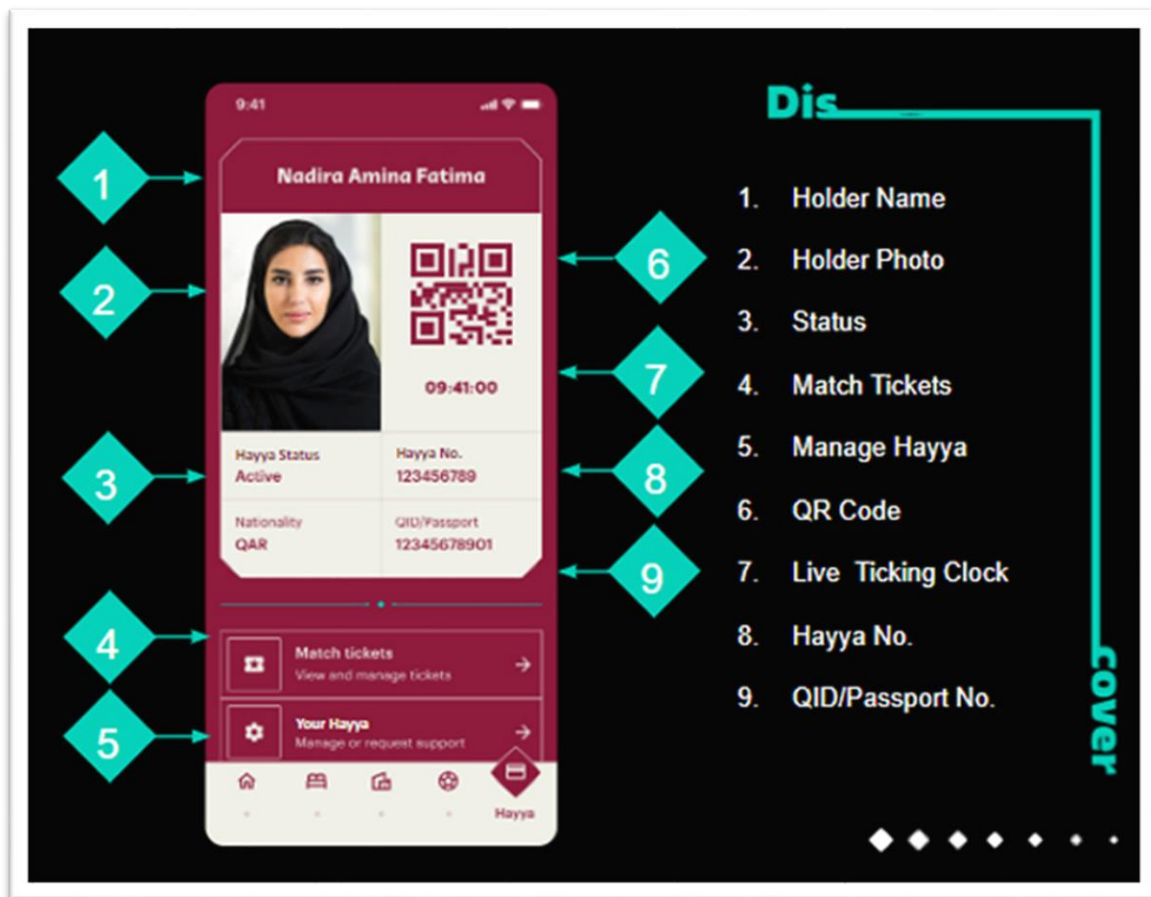 Dis
cover
9:41
Nadira Amina Fatima
09:41:00
Hayya Status
Active
Hayya No.
123456789
Nationality
QAR
QID/Passport
12345678901
Match tickets
View and manage tickets
Your Hayya
Manage or request support
Hayya
1
2
3
4
5
6
7
8
9
1. Holder Name
2. Holder Photo
3. Status
4. Match Tickets
5. Manage Hayya
6. QR Code
7. Live Ticking Clock
8. Hayya No.
9. QID/Passport No.